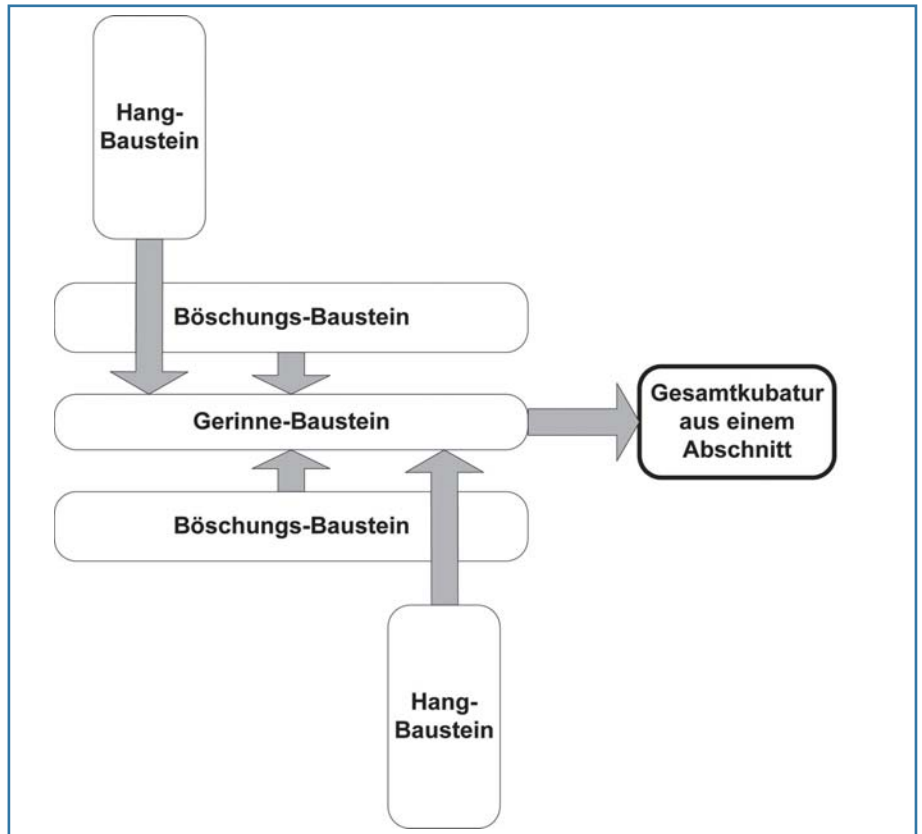 Hang-
Baustein
Böschungs-Baustein
Gerinne-Baustein
Gesamtkubatur
aus einem
Abschnitt
Böschungs-Baustein
Hang-
Baustein